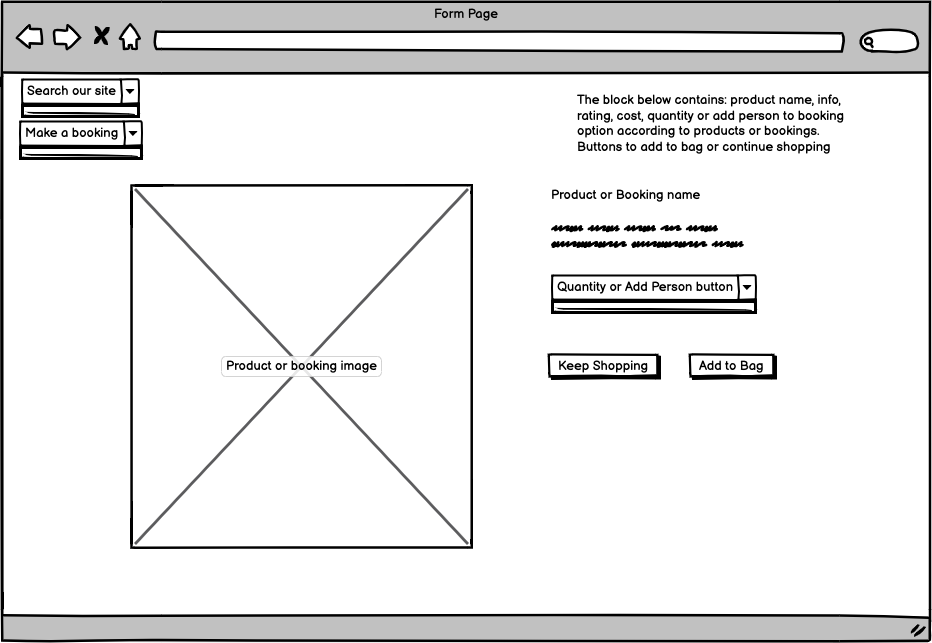 Form Page
Search our site
Make a booking
The block below contains: product name, info,
rating, cost, quantity or add person to booking
option according to products or bookings.
Buttons to add to bag or continue shopping
Product or Booking name
Quantity or Add Person button
Product or booking image
Keep Shopping
Add to Bag